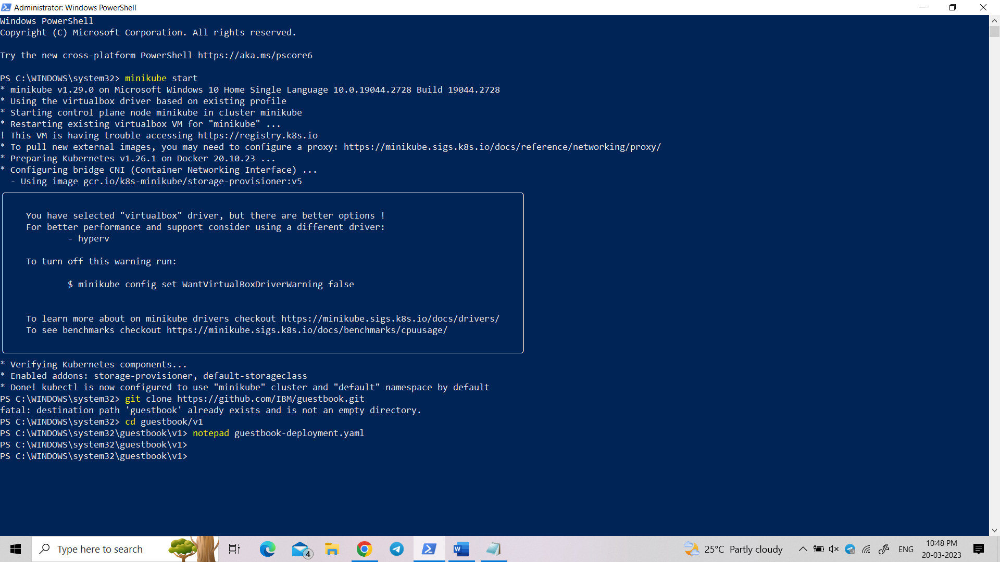 Administrator: Windows PowerShell
Windows PowerShell
Copyright (C) Microsoft Corporation. All rights reserved.
Try the new cross-platform PowerShell https://aka.ms/pscore6
PS C:\WINDOWS\system32> minikube start
* minikube v1.29.0 on Microsoft Windows 10 Home Single Language 10.0.19044.2728 Build 19044.2728
* Using the virtualbox driver based on existing profile
* Starting control plane node minikube in cluster minikube
* Restarting existing virtualbox VM for "minikube" ...
! This VM is having trouble accessing https://registry.k8s.io
* To pull new external images, you may need to configure a proxy: https://minikube.sigs.k8s.io/docs/reference/networking/proxy/
* Preparing Kubernetes v1.26.1 on Docker 20.10.23 ...
* Configuring bridge CNI (Container Networking Interface) ...
- Using image gcr.io/k8s-minikube/storage-provisioner:v5
You have selected "virtualbox" driver, but there are better options !
For better performance and support consider using a different driver:
- hyperv
To turn off this warning run:
$ minikube config set WantVirtualBoxDriverWarning false
To learn more about on minikube drivers checkout https://minikube.sigs.k8s.io/docs/drivers/
To see benchmarks checkout https://minikube.sigs.k8s.io/docs/benchmarks/cpuusage/
* Verifying Kubernetes components...
* Enabled addons: storage-provisioner, default-storageclass
* Done! kubectl is now configured to use "minikube" cluster and "default" namespace by default
PS C:\WINDOWS\system32> git clone https://github.com/IBM/guestbook.git
fatal: destination path 'guestbook' already exists and is not an empty directory.
PS C:\WINDOWS\system32> cd guestbook/v1
PS C:\WINDOWS\system32\guestbook\v1> notepad guestbook-deployment.yaml
PS C:\WINDOWS\system32\guestbook\v1>
PS C:\WINDOWS\system32\guestbook\v1>
Type here to search
4
25°C Partly cloudy
ENG
10:48 PM
20-03-2023